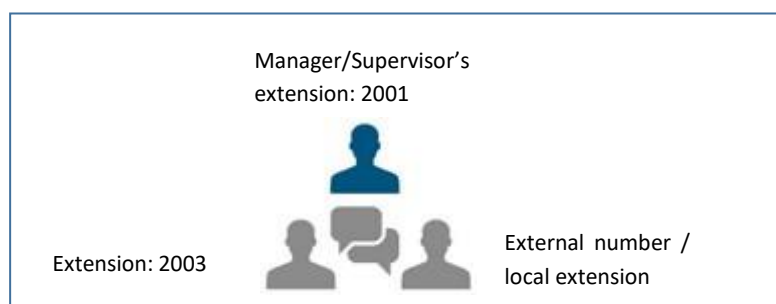 Manager/Supervisor's
extension: 2001
Extension: 2003
External number /
local extension